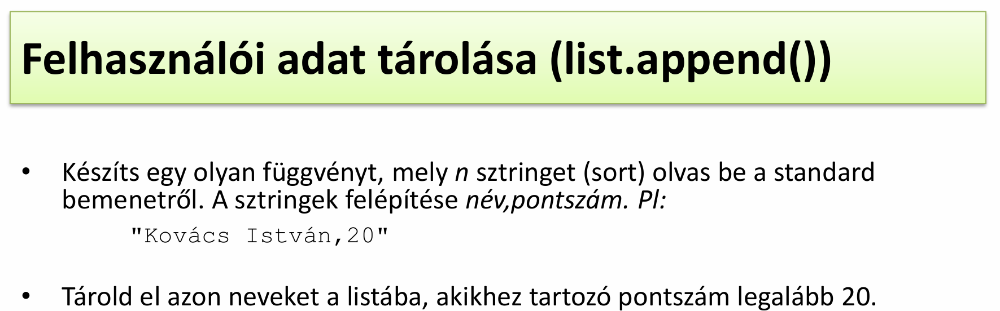 Felhasználói adat tárolása (list.append())
• Készíts egy olyan függvényt, mely n sztringet (sort) olvas be a standard
bemenetről. A sztringek felépítése név,pontszám. Pl:
"Kovács István,20"
• Tárold el azon neveket a listába, akikhez tartozó pontszám legalább 20.